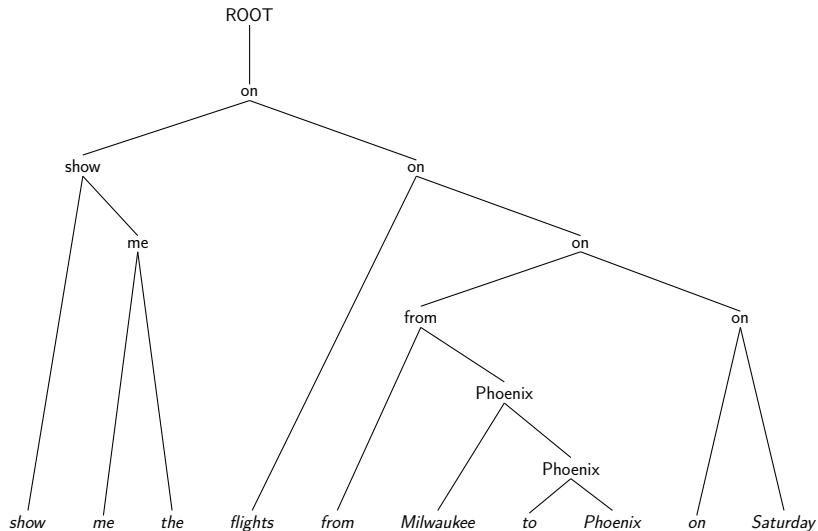 ROOT
on
show on
me on
from on
Phoenix
Phoenix
show me the flights from Milwaukee to Phoenix on Saturday